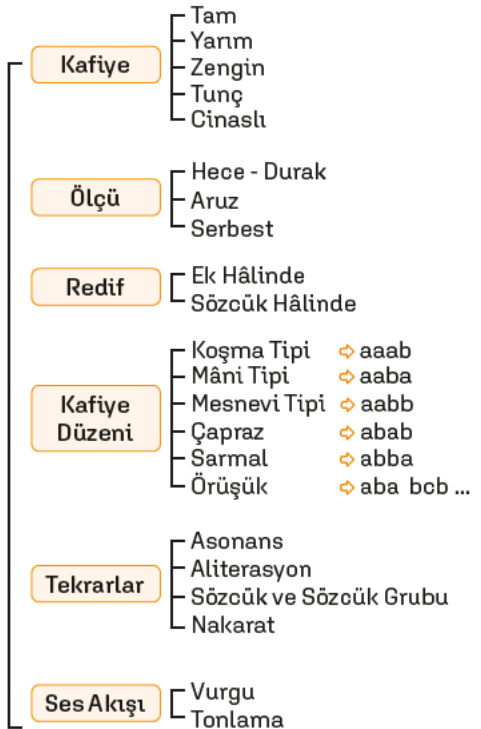 Kafiye
Tam
Yarım
Zengin
Tunç
Cinaslı
Ölçü
Hece - Durak
Aruz
Serbest
Redif
Ek Hâlinde
Sözcük Hâlinde
Kafiye
Düzeni
Koşma Tipi ➪ aaab
Mâni Tipi ➪ aaba
Mesnevi Tipi ➪ aabb
Çapraz ➪ abab
Sarmal ➪ abba
Örüşük ➪ aba bcb ...
Tekrarlar
Asonans
Aliterasyon
Sözcük ve Sözcük Grubu
Nakarat
Ses Akışı
Vurgu
Tonlama